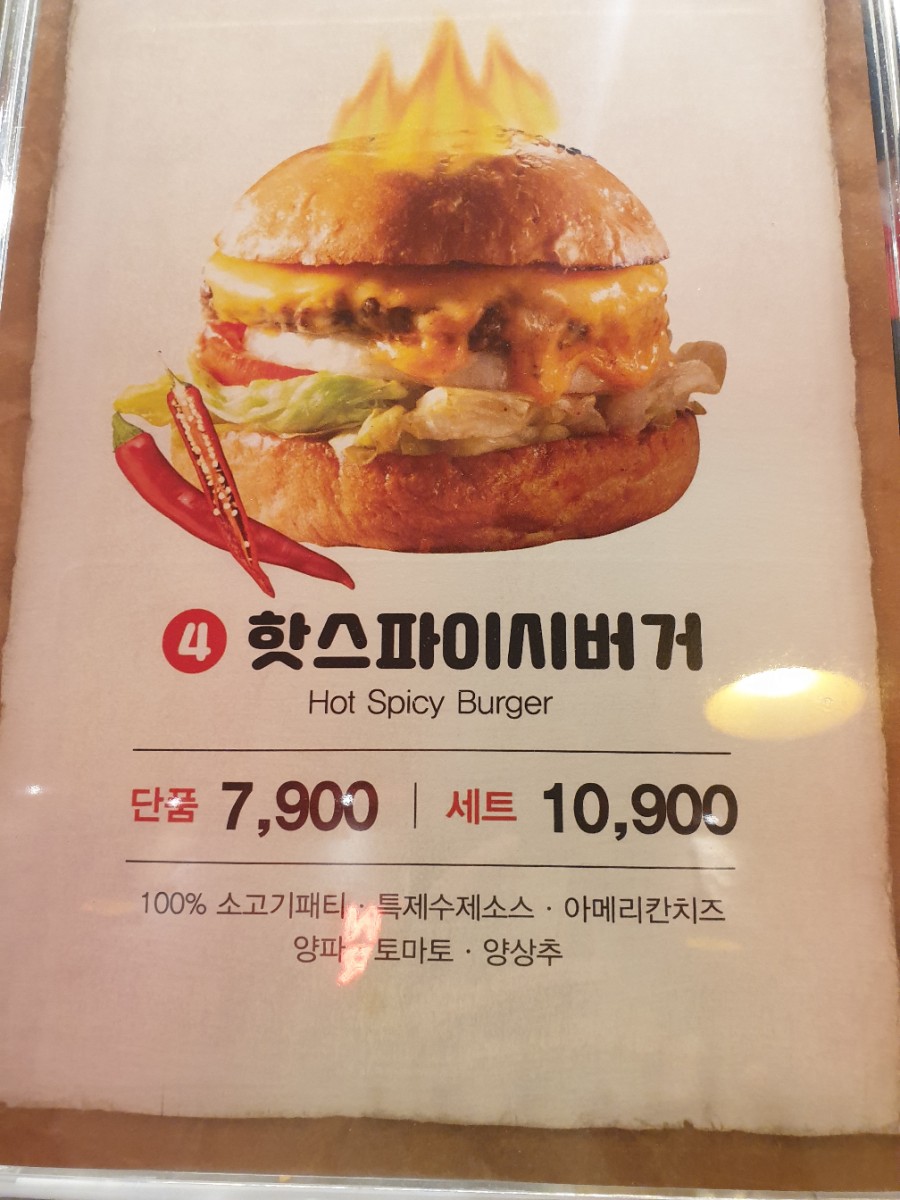 4 핫스파이시버거
Hot Spicy Burger
단품 7,900 | 세트 10,900
100% 소고기패티 · 특제수제소스 · 아메리칸치즈
양파 · 토마토 · 양상추